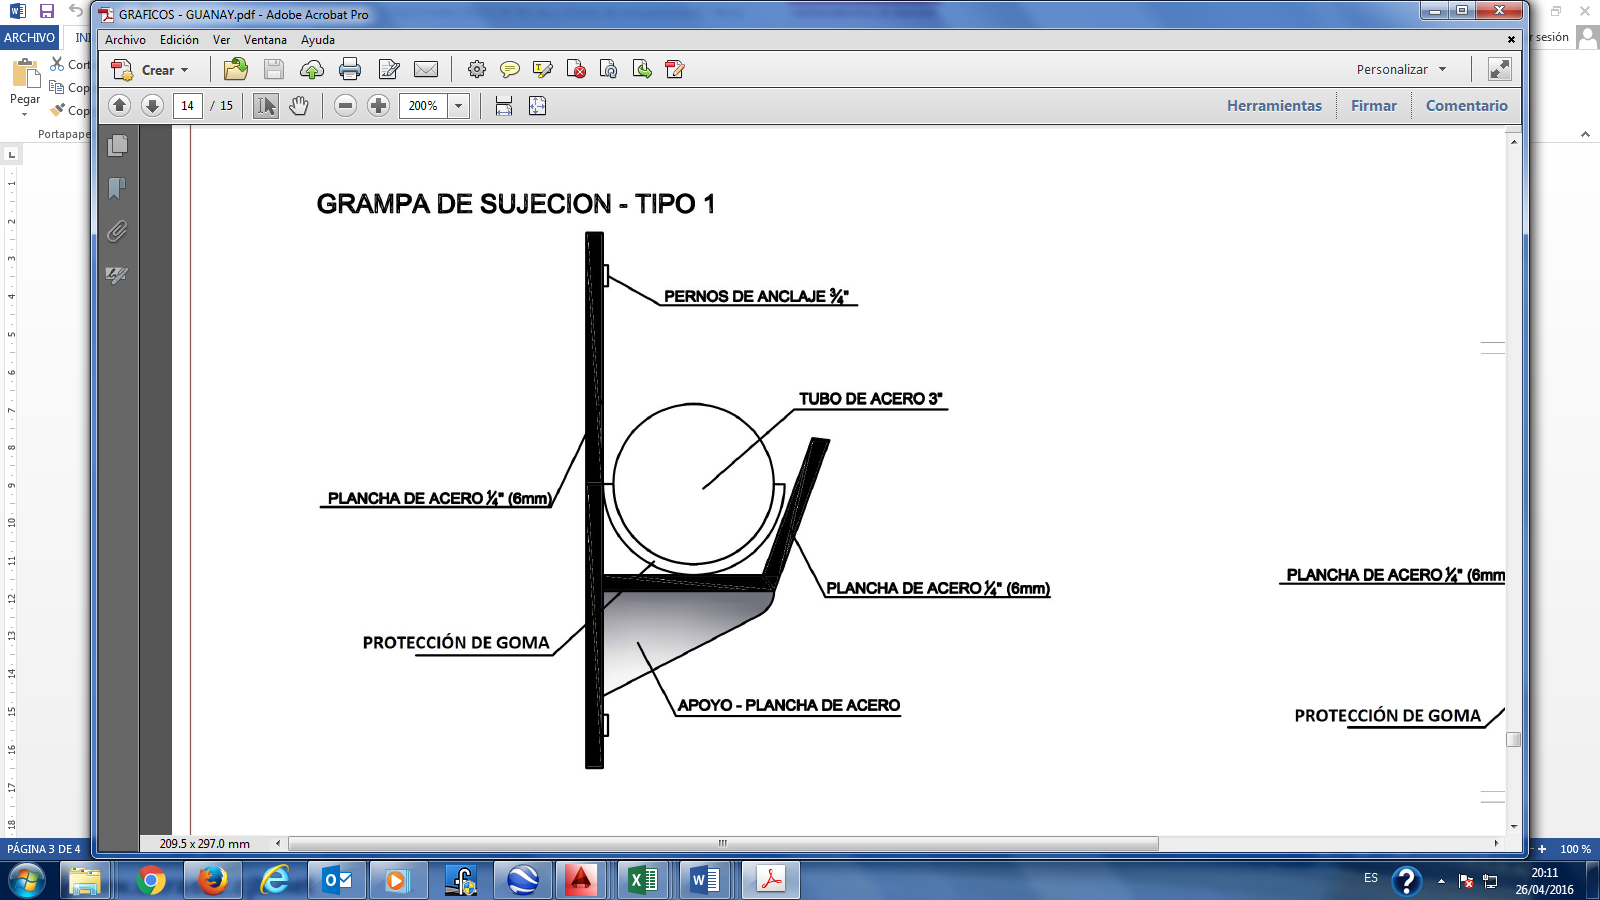 GRAFICOS - GUANAY.pdf - Adobe Acrobat Pro
ARCHIVO
sesión
Archivo Edición Ver Ventana Ayuda
Pegar
Portapape
Crear
Personalizar
14 / 15
200%
Herramientas Firmar Comentario
GRAMPA DE SUJECION - TIPO 1
PERNOS DE ANCLAJE ¾"
TUBO DE ACERO 3"
PLANCHA DE ACERO ¼" (6mm)
PLANCHA DE ACERO ¼" (6mm)
PLANCHA DE ACERO ¼" (6mm
PROTECCIÓN DE GOMA
APOYO - PLANCHA DE ACERO
PROTECCIÓN DE GOMA
209.5 x 297.0 mm
PÁGINA 3 DE 4
100 %
ES
20:11
26/04/2016